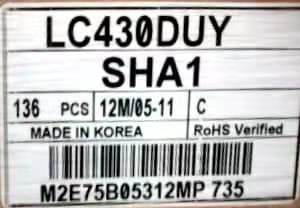 LC430DUY
SHA1
136 PCS 12M/05-11 C
MADE IN KOREA RoHS Verified
M2E75B05312MP 735